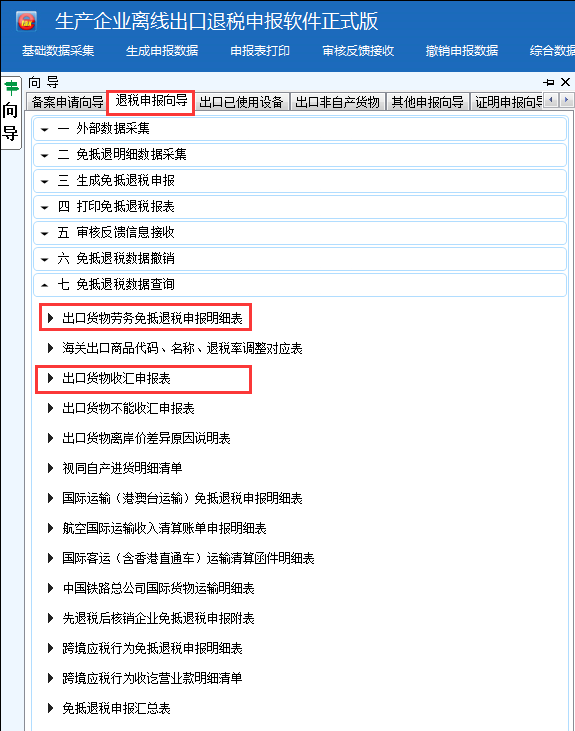 生产企业离线出口退税申报软件正式版
基础数据采集 生成申报数据 申报表打印 审核反馈接收 撤销申报数据 综合数据
向导
向 导
备案申请向导 退税申报向导 出口已使用设备 出口非自产货物 其他申报向导 证明申报向导
一 外部数据采集
二 免抵退明细数据采集
三 生成免抵退税申报
四 打印免抵退税报表
五 审核反馈信息接收
六 免抵退税数据撤销
七 免抵退税数据查询
出口货物劳务免抵退税申报明细表
海关出口商品代码、名称、退税率调整对应表
出口货物收汇申报表
出口货物不能收汇申报表
出口货物离岸价差异原因说明表
视同自产进货明细清单
国际运输（港澳台运输）免抵退税申报明细表
航空国际运输收入清算账单申报明细表
国际客运（含香港直通车）运输清算函件明细表
中国铁路总公司国际货物运输明细表
先退税后核销企业免抵退税申报附表
跨境应税行为免抵退税申报明细表
跨境应税行为收讫营业款明细清单
免抵退税申报汇总表